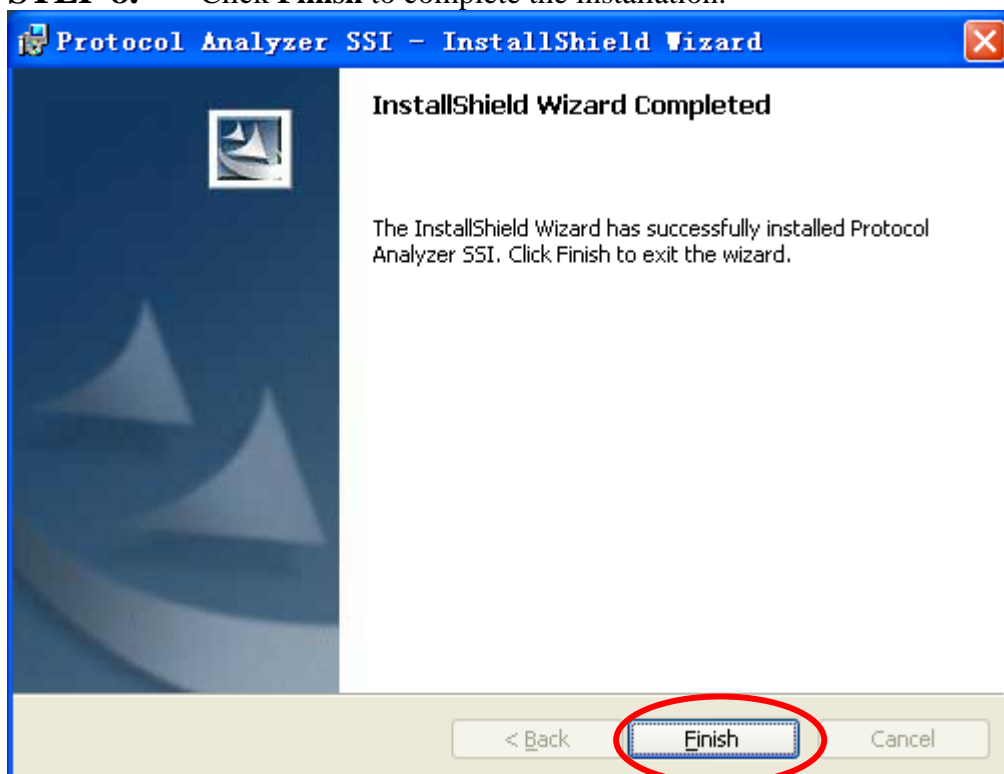 Click Finish to complete the installation.
Protocol Analyzer SSI - InstallShield Wizard
InstallShield Wizard Completed
The InstallShield Wizard has successfully installed Protocol
Analyzer SSI. Click Finish to exit the wizard.
< Back Finish Cancel